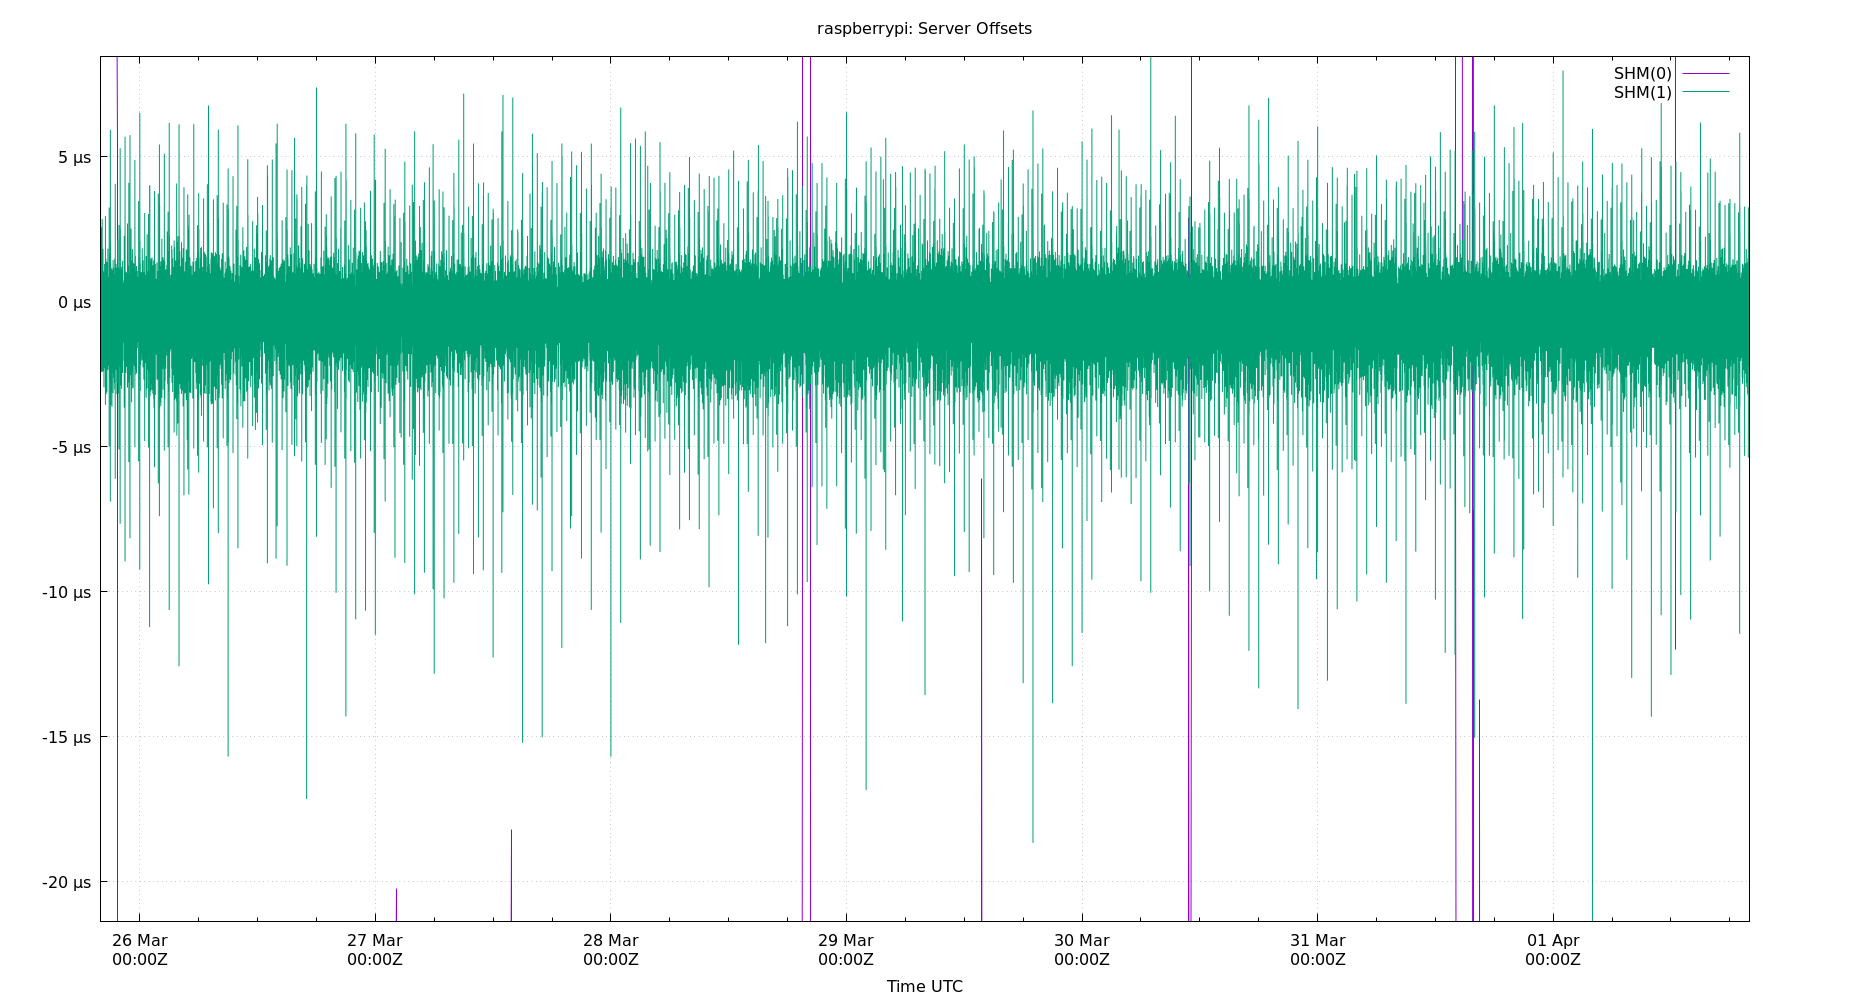 raspberrypi: Server Offsets
SHM(0)
SHM(1)
5 µs
0 µs
-5 µs
-10 µs
-15 µs
-20 µs
26 Mar 27 Mar 28 Mar 29 Mar 30 Mar 31 Mar 01 Apr
00:00Z 00:00Z 00:00Z 00:00Z 00:00Z 00:00Z 00:00Z
Time UTC